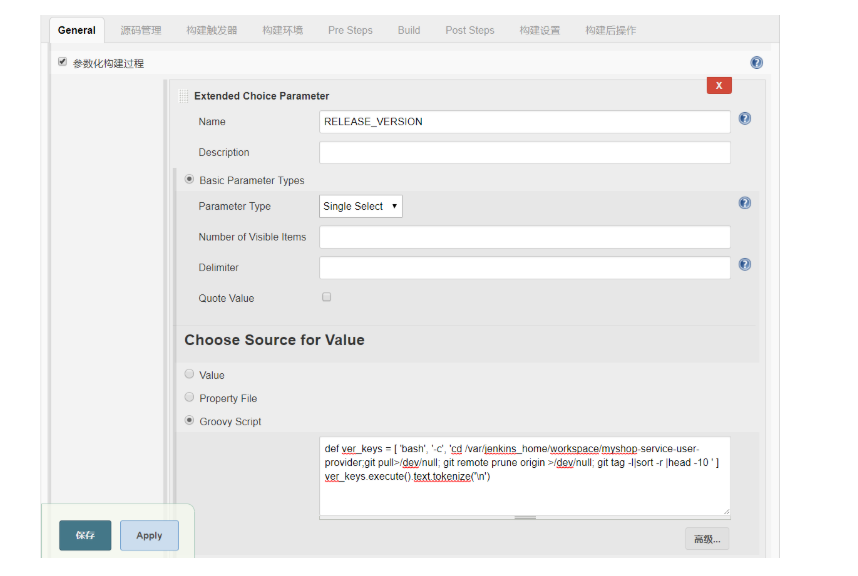 General 源码管理 构建触发器 构建环境 Pre Steps Build Post Steps 构建设置 构建后操作
参数化构建过程
X
Extended Choice Parameter
Name RELEASE_VERSION
Description
Basic Parameter Types
Parameter Type Single Select
Number of Visible Items
Delimiter
Quote Value
Choose Source for Value
Value
Property File
Groovy Script
def ver_keys = [ 'bash', '-c', 'cd /var/jenkins_home/workspace/myshop-service-user-
provider;git pull>/dev/null; git remote prune origin >/dev/null; git tag -l|sort -r |head -10 ' ]
ver_keys.execute().text.tokenize('\n')
保存 Apply
高级...